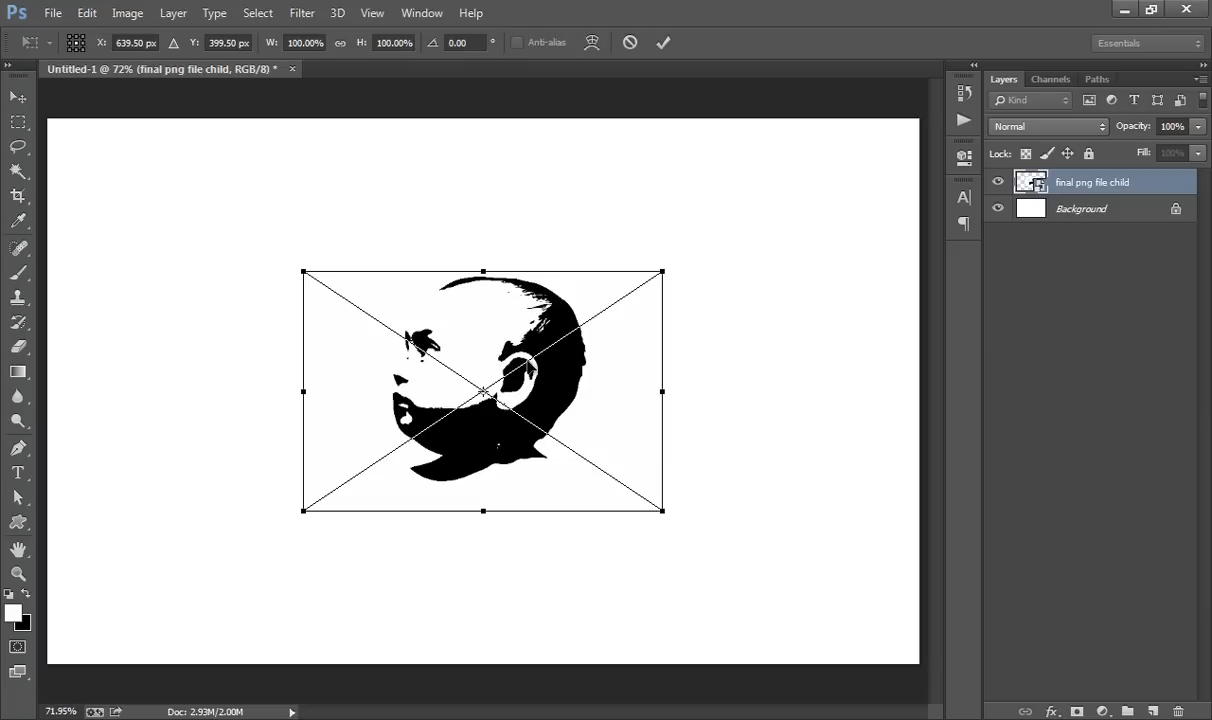 Ps File Edit Image Layer Type Select Filter 3D View Window Help
X: 639.50 px Y: 399.50 px W: 100.00% H: 100.00% 0.00 ° Anti-alias Essentials
Untitled-1 @ 72% (final png file child, RGB/8) * ×
Layers Channels Paths
Kind
Normal Opacity: 100%
Lock: Fill: 100%
final png file child
Background
71.95% Doc: 2.93M/2.00M